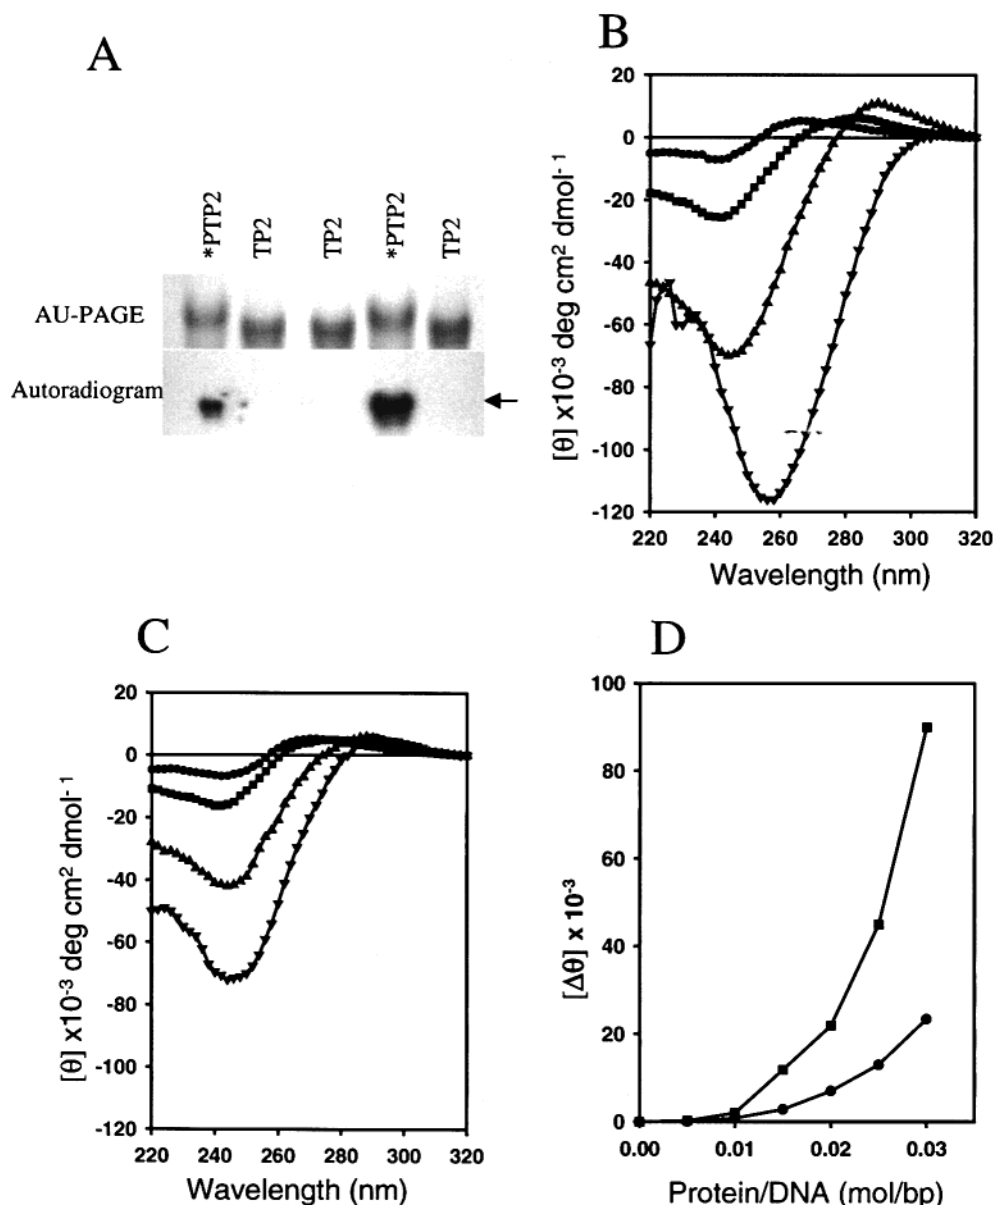 A
*PTP2
TP2
TP2
*PTP2
TP2
AU-PAGE
Autoradiogram
B
20
0
-20
-40
-60
-80
-100
-120
[θ] x10⁻³ deg cm² dmol⁻¹
220 240 260 280 300 320
Wavelength (nm)
C
20
0
-20
-40
-60
-80
-100
-120
[θ] x10⁻³ deg cm² dmol⁻¹
220 240 260 280 300 320
Wavelength (nm)
D
100
80
60
40
20
0
[Δθ] x 10⁻³
0.00 0.01 0.02 0.03
Protein/DNA (mol/bp)